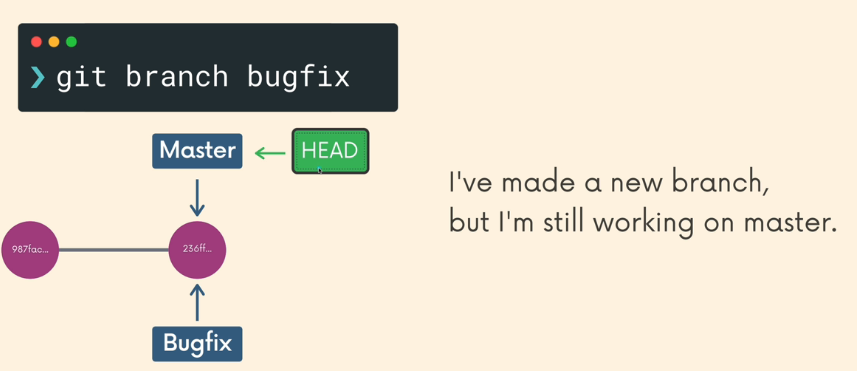 ❯ git branch bugfix
Master
HEAD
987fac...
236ff...
Bugfix
I've made a new branch,
but I'm still working on master.